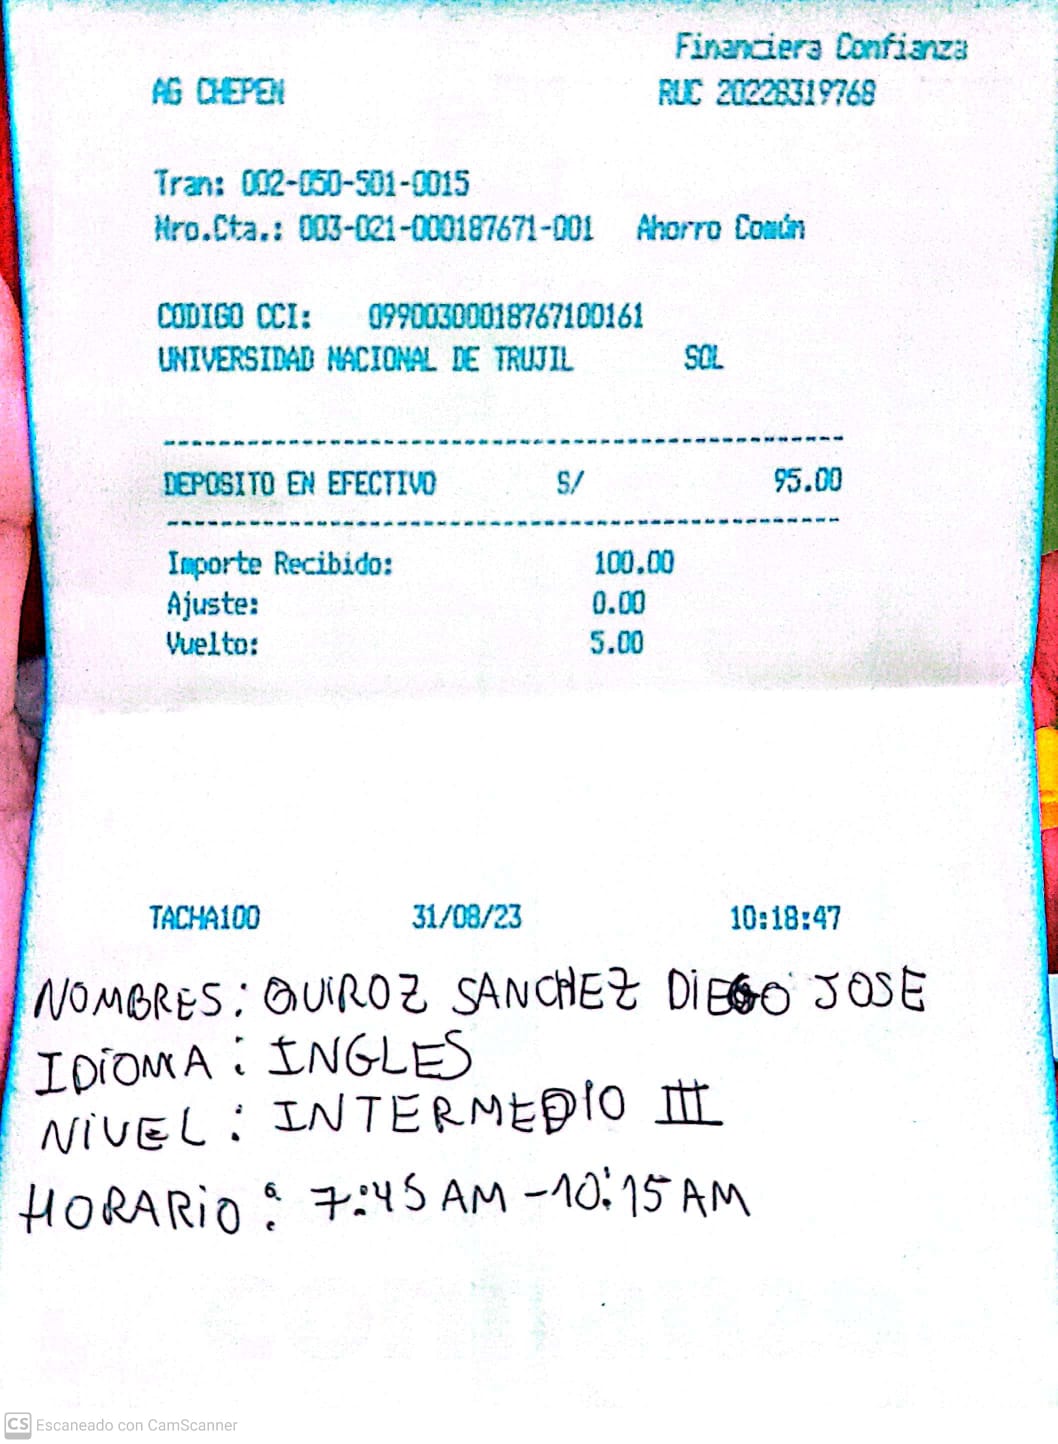 Financiera Confianza
AG CHEPEN RUC 20228319768
Tran: 002-050-501-0015
Nro.Cta.: 003-021-000187671-001 Ahorro Común
CODIGO CCI: 09900300018767100161
UNIVERSIDAD NACIONAL DE TRUJIL SOL
--------------------------------------------------
DEPOSITO EN EFECTIVO S/ 95.00
--------------------------------------------------
Importe Recibido: 100.00
Ajuste: 0.00
Vuelto: 5.00
TACHA100 31/08/23 10:18:47
NOMBRES: QUIROZ SANCHEZ DIEGO JOSE
IDIOMA: INGLES
NIVEL: INTERMEDIO III
HORARIO: 7:45 AM - 10:15 AM
CS Escaneado con CamScanner